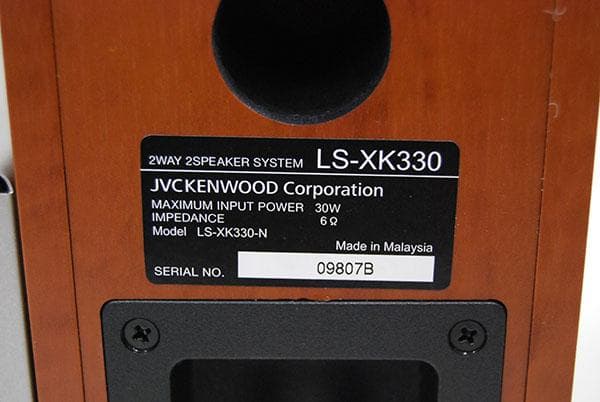 2WAY 2SPEAKER SYSTEM LS-XK330
JVCKENWOOD Corporation
MAXIMUM INPUT POWER 30W
IMPEDANCE 6Ω
Model LS-XK330-N
Made in Malaysia
SERIAL NO. 09807B